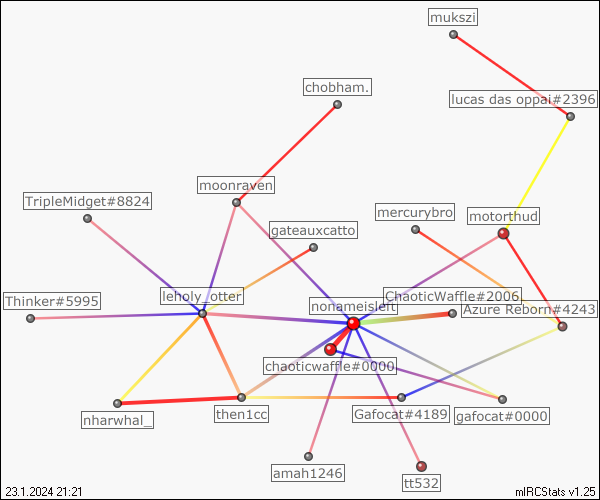 mukszi
chobham.
lucas das oppai#2396
moonraven
TripleMidget#8824
mercurybro
motorthud
gateauxcatto
leholy_otter
ChaoticWaffle#2006
Thinker#5995
nonameisleft
Azure Reborn#4243
chaoticwaffle#0000
nharwhal_
then1cc
Gafocat#4189
gafocat#0000
amah1246
tt532
23.1.2024 21:21
mIRCStats v1.25